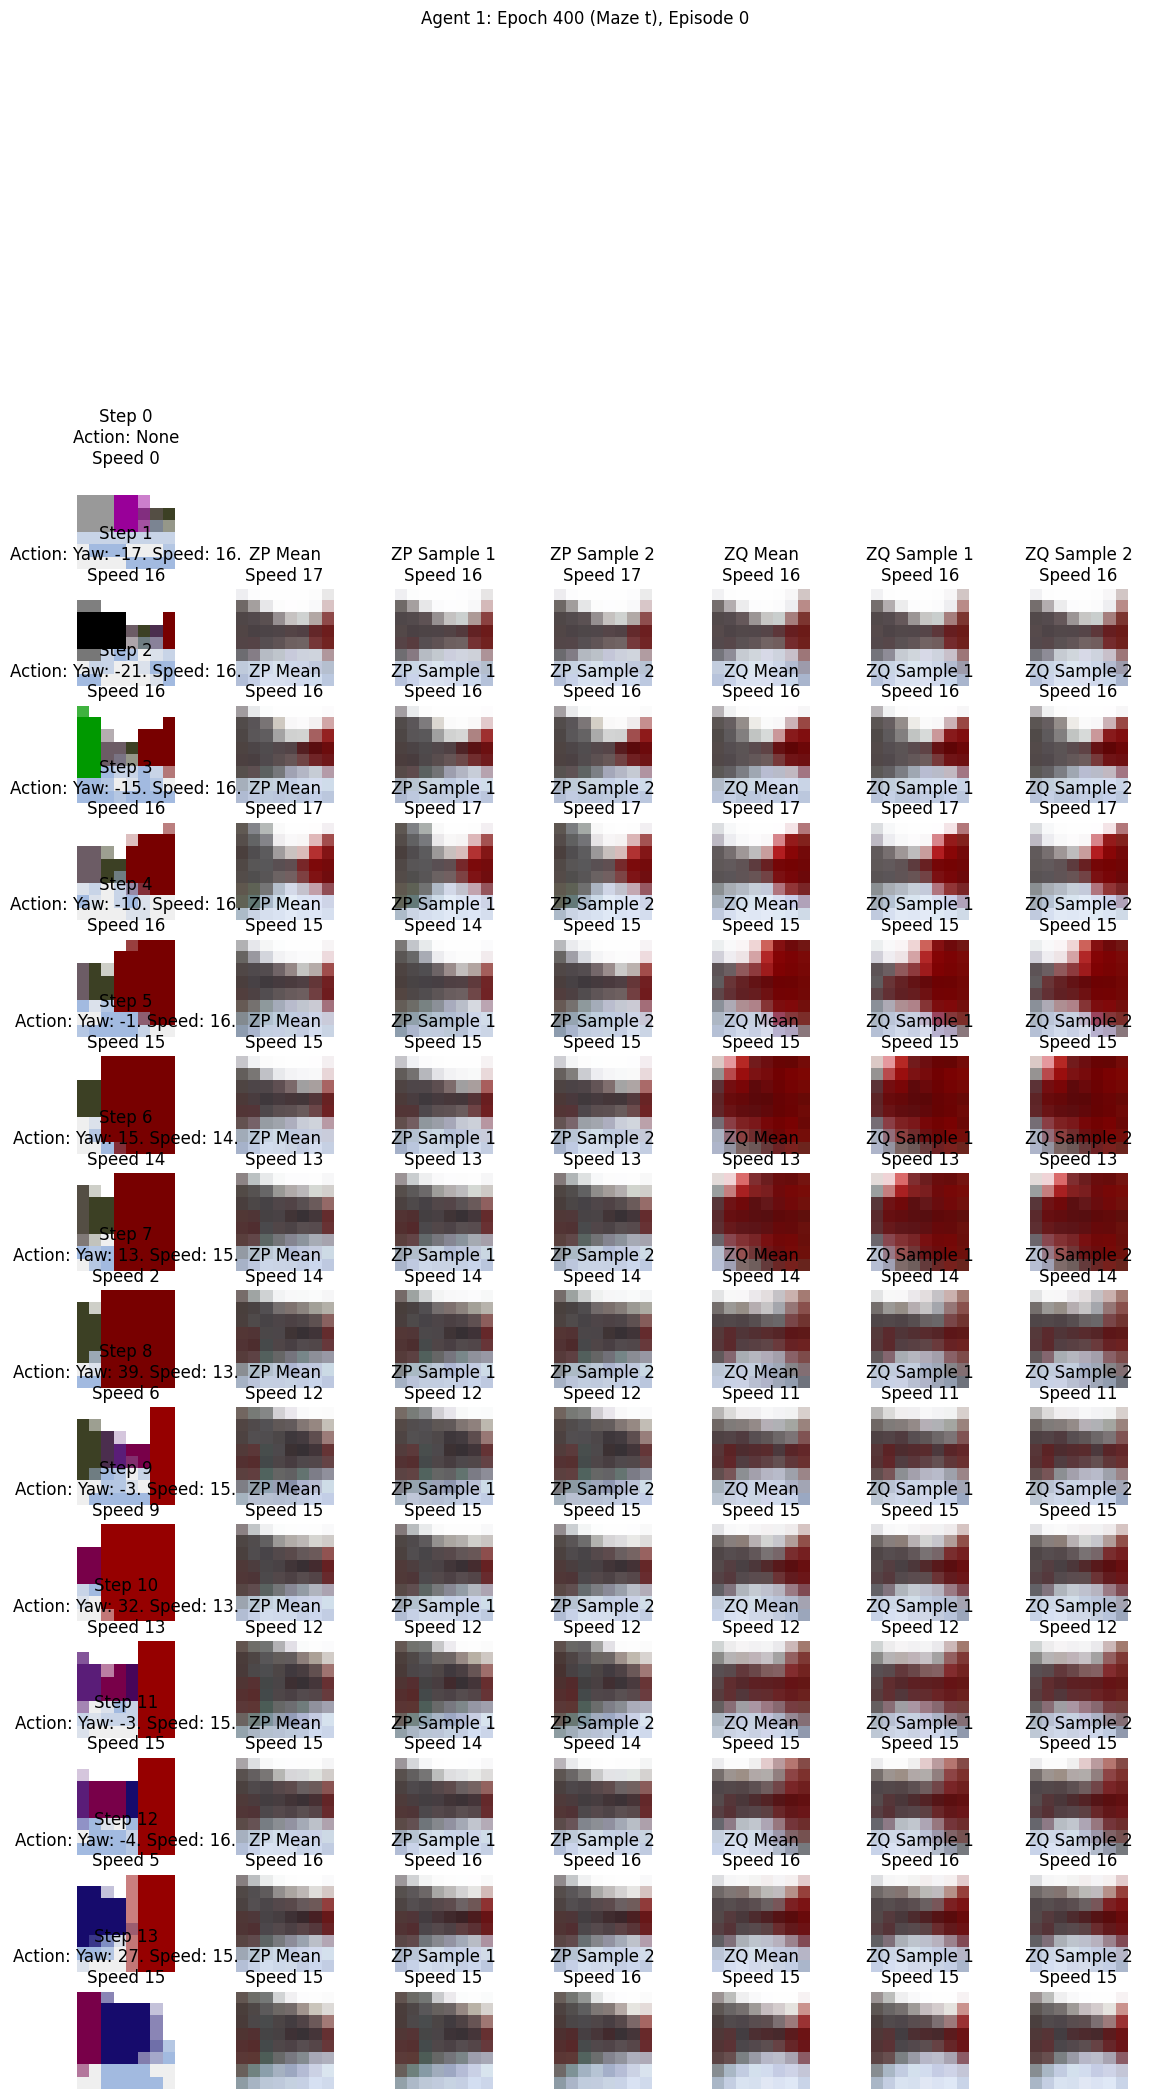 Agent 1: Epoch 400 (Maze t), Episode 0
Step 0
Action: None
Speed 0
Step 1
Action: Yaw: -17. Speed: 16. ZP Mean ZP Sample 1 ZP Sample 2 ZQ Mean ZQ Sample 1 ZQ Sample 2
Speed 16 Speed 17 Speed 16 Speed 17 Speed 16 Speed 16 Speed 16
Step 2
Action: Yaw: -21. Speed: 16. ZP Mean ZP Sample 1 ZP Sample 2 ZQ Mean ZQ Sample 1 ZQ Sample 2
Speed 16 Speed 16 Speed 16 Speed 16 Speed 16 Speed 16 Speed 16
Step 3
Action: Yaw: -15. Speed: 16. ZP Mean ZP Sample 1 ZP Sample 2 ZQ Mean ZQ Sample 1 ZQ Sample 2
Speed 16 Speed 17 Speed 17 Speed 17 Speed 17 Speed 17 Speed 17
Step 4
Action: Yaw: -10. Speed: 16. ZP Mean ZP Sample 1 ZP Sample 2 ZQ Mean ZQ Sample 1 ZQ Sample 2
Speed 16 Speed 15 Speed 14 Speed 15 Speed 15 Speed 15 Speed 15
Step 5
Action: Yaw: -1. Speed: 16. ZP Mean ZP Sample 1 ZP Sample 2 ZQ Mean ZQ Sample 1 ZQ Sample 2
Speed 15 Speed 15 Speed 15 Speed 15 Speed 15 Speed 15 Speed 15
Step 6
Action: Yaw: 15. Speed: 14. ZP Mean ZP Sample 1 ZP Sample 2 ZQ Mean ZQ Sample 1 ZQ Sample 2
Speed 14 Speed 13 Speed 13 Speed 13 Speed 13 Speed 13 Speed 13
Step 7
Action: Yaw: 13. Speed: 15. ZP Mean ZP Sample 1 ZP Sample 2 ZQ Mean ZQ Sample 1 ZQ Sample 2
Speed 2 Speed 14 Speed 14 Speed 14 Speed 14 Speed 14 Speed 14
Step 8
Action: Yaw: 39. Speed: 13. ZP Mean ZP Sample 1 ZP Sample 2 ZQ Mean ZQ Sample 1 ZQ Sample 2
Speed 6 Speed 12 Speed 12 Speed 12 Speed 11 Speed 11 Speed 11
Step 9
Action: Yaw: -3. Speed: 15. ZP Mean ZP Sample 1 ZP Sample 2 ZQ Mean ZQ Sample 1 ZQ Sample 2
Speed 9 Speed 15 Speed 15 Speed 15 Speed 15 Speed 15 Speed 15
Step 10
Action: Yaw: 32. Speed: 13. ZP Mean ZP Sample 1 ZP Sample 2 ZQ Mean ZQ Sample 1 ZQ Sample 2
Speed 13 Speed 12 Speed 12 Speed 12 Speed 12 Speed 12 Speed 12
Step 11
Action: Yaw: -3. Speed: 15. ZP Mean ZP Sample 1 ZP Sample 2 ZQ Mean ZQ Sample 1 ZQ Sample 2
Speed 15 Speed 15 Speed 14 Speed 14 Speed 15 Speed 15 Speed 15
Step 12
Action: Yaw: -4. Speed: 16. ZP Mean ZP Sample 1 ZP Sample 2 ZQ Mean ZQ Sample 1 ZQ Sample 2
Speed 5 Speed 16 Speed 16 Speed 16 Speed 16 Speed 16 Speed 16
Step 13
Action: Yaw: 27. Speed: 15. ZP Mean ZP Sample 1 ZP Sample 2 ZQ Mean ZQ Sample 1 ZQ Sample 2
Speed 15 Speed 15 Speed 15 Speed 16 Speed 15 Speed 15 Speed 15